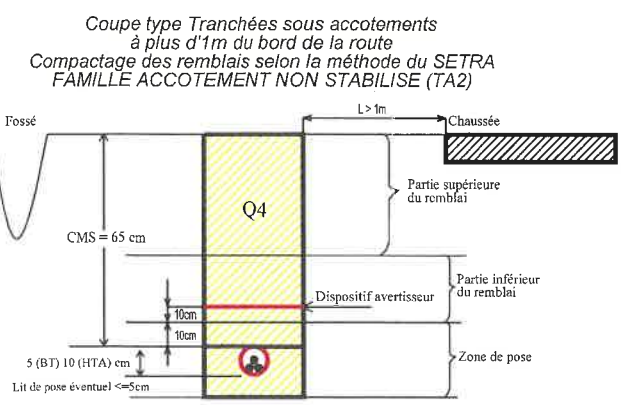 Coupe type Tranchées sous accotements
à plus d'1m du bord de la route
Compactage des remblais selon la méthode du SETRA
FAMILLE ACCOTEMENT NON STABILISE (TA2)
L>1m
Fossé
Chaussée
Partie supérieure
du remblai
Q4
CMS = 65 cm
Partie inférieur
du remblai
Dispositif avertisseur
10cm
10cm
Zone de pose
5 (BT) 10 (HTA) cm
Lit de pose éventuel <=5cm